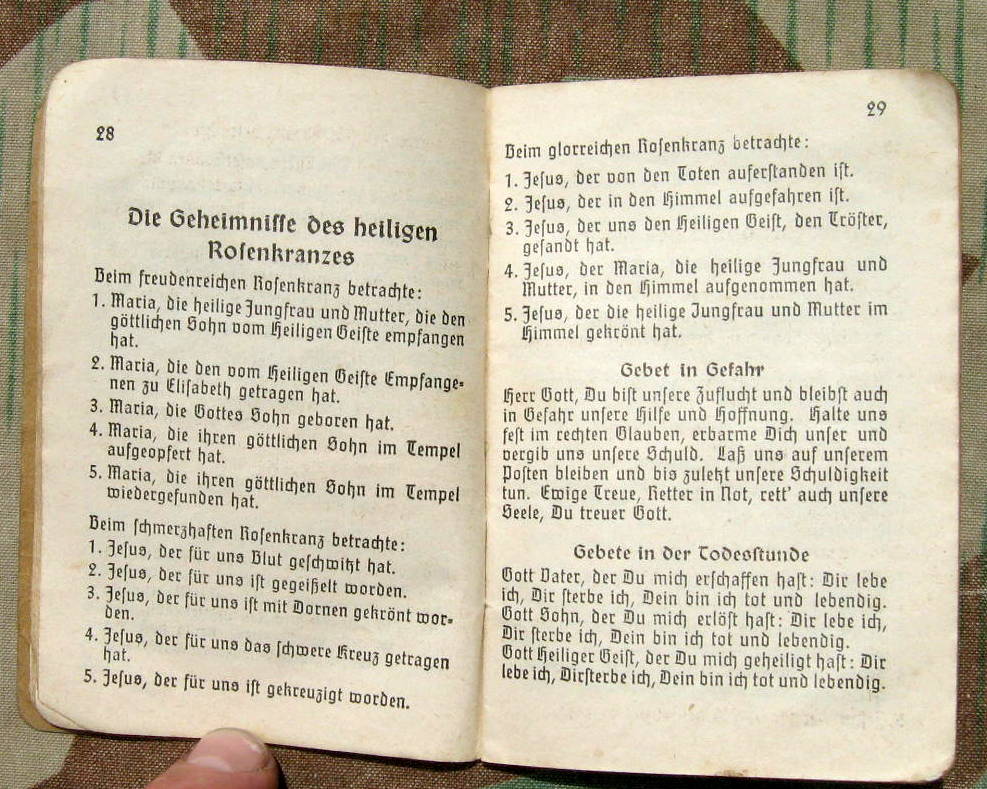 28
Die Geheimnisse des heiligen
Rosenkranzes
Beim freudenreichen Rosenkranz betrachte:
1. Maria, die heilige Jungfrau und Mutter, die den
göttlichen Sohn vom Heiligen Geiste empfangen
hat.
2. Maria, die den vom Heiligen Geiste Empfange-
nen zu Elisabeth getragen hat.
3. Maria, die Gottes Sohn geboren hat.
4. Maria, die ihren göttlichen Sohn im Tempel
aufgeopfert hat.
5. Maria, die ihren göttlichen Sohn im Tempel
wiedergefunden hat.
Beim schmerzhaften Rosenkranz betrachte:
1. Jesus, der für uns Blut geschwitzt hat.
2. Jesus, der für uns ist gegeißelt worden.
3. Jesus, der für uns ist mit Dornen gekrönt wor-
den.
4. Jesus, der für uns das schwere Kreuz getragen
hat.
5. Jesus, der für uns ist gekreuzigt worden.
29
Beim glorreichen Rosenkranz betrachte:
1. Jesus, der von den Toten auferstanden ist.
2. Jesus, der in den Himmel aufgefahren ist.
3. Jesus, der uns den Heiligen Geist, den Tröster,
gesandt hat.
4. Jesus, der Maria, die heilige Jungfrau und
Mutter, in den Himmel aufgenommen hat.
5. Jesus, der die heilige Jungfrau und Mutter im
Himmel gekrönt hat.
Gebet in Gefahr
Herr Gott, Du bist unsere Zuflucht und bleibst auch
in Gefahr unsere Hilfe und Hoffnung. Halte uns
fest im rechten Glauben, erbarme Dich unser und
vergib uns unsere Schuld. Laß uns auf unserem
Posten bleiben und bis zuletzt unsere Schuldigkeit
tun. Ewige Treue, Retter in Not, rett' auch unsere
Seele, Du treuer Gott.
Gebete in der Todesstunde
Gott Vater, der Du mich erschaffen hast: Dir lebe
ich, Dir sterbe ich, Dein bin ich tot und lebendig.
Gott Sohn, der Du mich erlöst hast: Dir lebe ich,
Dir sterbe ich, Dein bin ich tot und lebendig.
Gott Heiliger Geist, der Du mich geheiligt hast: Dir
lebe ich, Dir sterbe ich, Dein bin ich tot und lebendig.